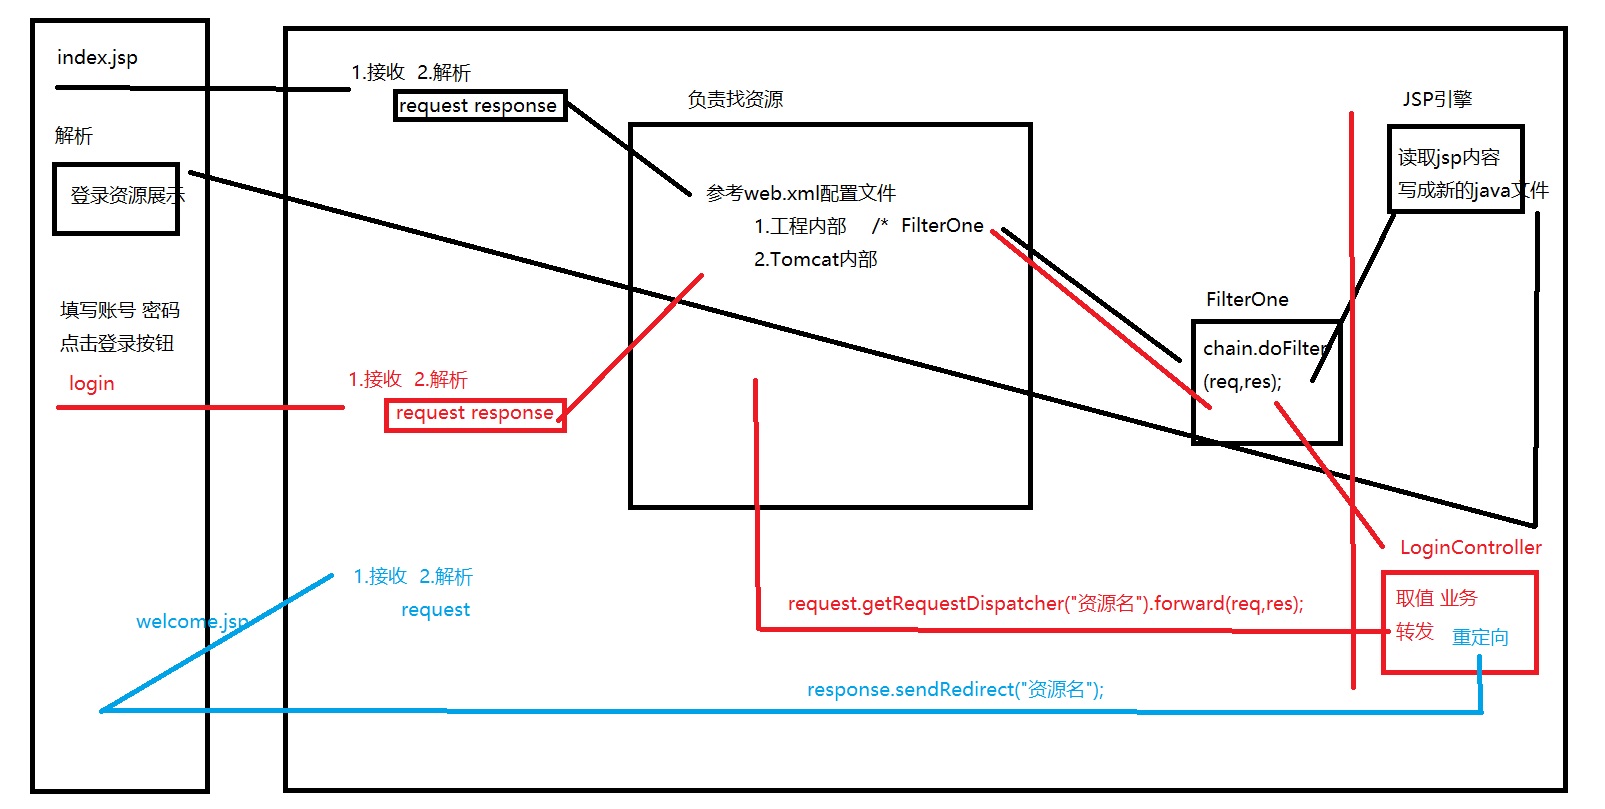 index.jsp
解析
登录资源展示
填写账号 密码
点击登录按钮
login
welcome.jsp
1.接收 2.解析
request response
负责找资源
参考web.xml配置文件
1.工程内部 /* FilterOne
2.Tomcat内部
FilterOne
chain.doFilter
(req,res);
JSP引擎
读取jsp内容
写成新的java文件
1.接收 2.解析
request response
LoginController
取值 业务
转发 重定向
request.getRequestDispatcher("资源名").forward(req,res);
1.接收 2.解析
request
response.sendRedirect("资源名");